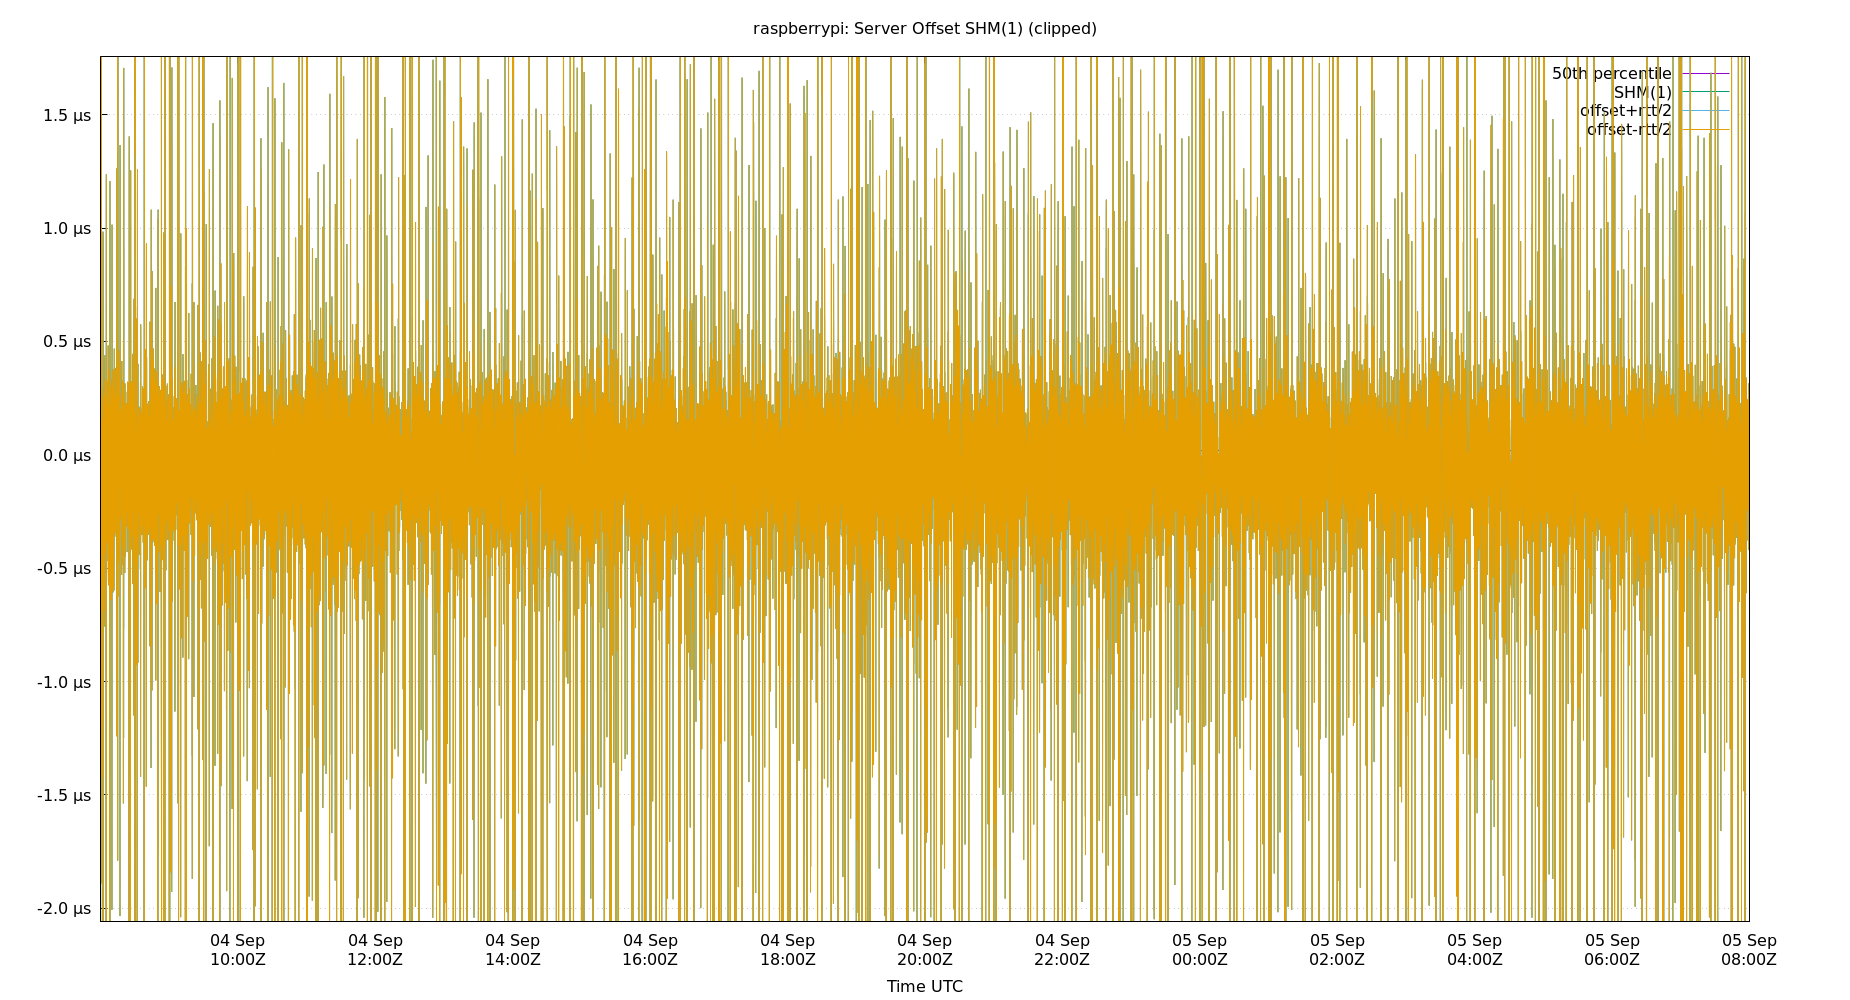 raspberrypi: Server Offset SHM(1) (clipped)
50th percentile
SHM(1)
offset+rtt/2
offset-rtt/2
1.5 µs
1.0 µs
0.5 µs
0.0 µs
-0.5 µs
-1.0 µs
-1.5 µs
-2.0 µs
04 Sep 04 Sep 04 Sep 04 Sep 04 Sep 04 Sep 04 Sep 05 Sep 05 Sep 05 Sep 05 Sep 05 Sep
10:00Z 12:00Z 14:00Z 16:00Z 18:00Z 20:00Z 22:00Z 00:00Z 02:00Z 04:00Z 06:00Z 08:00Z
Time UTC